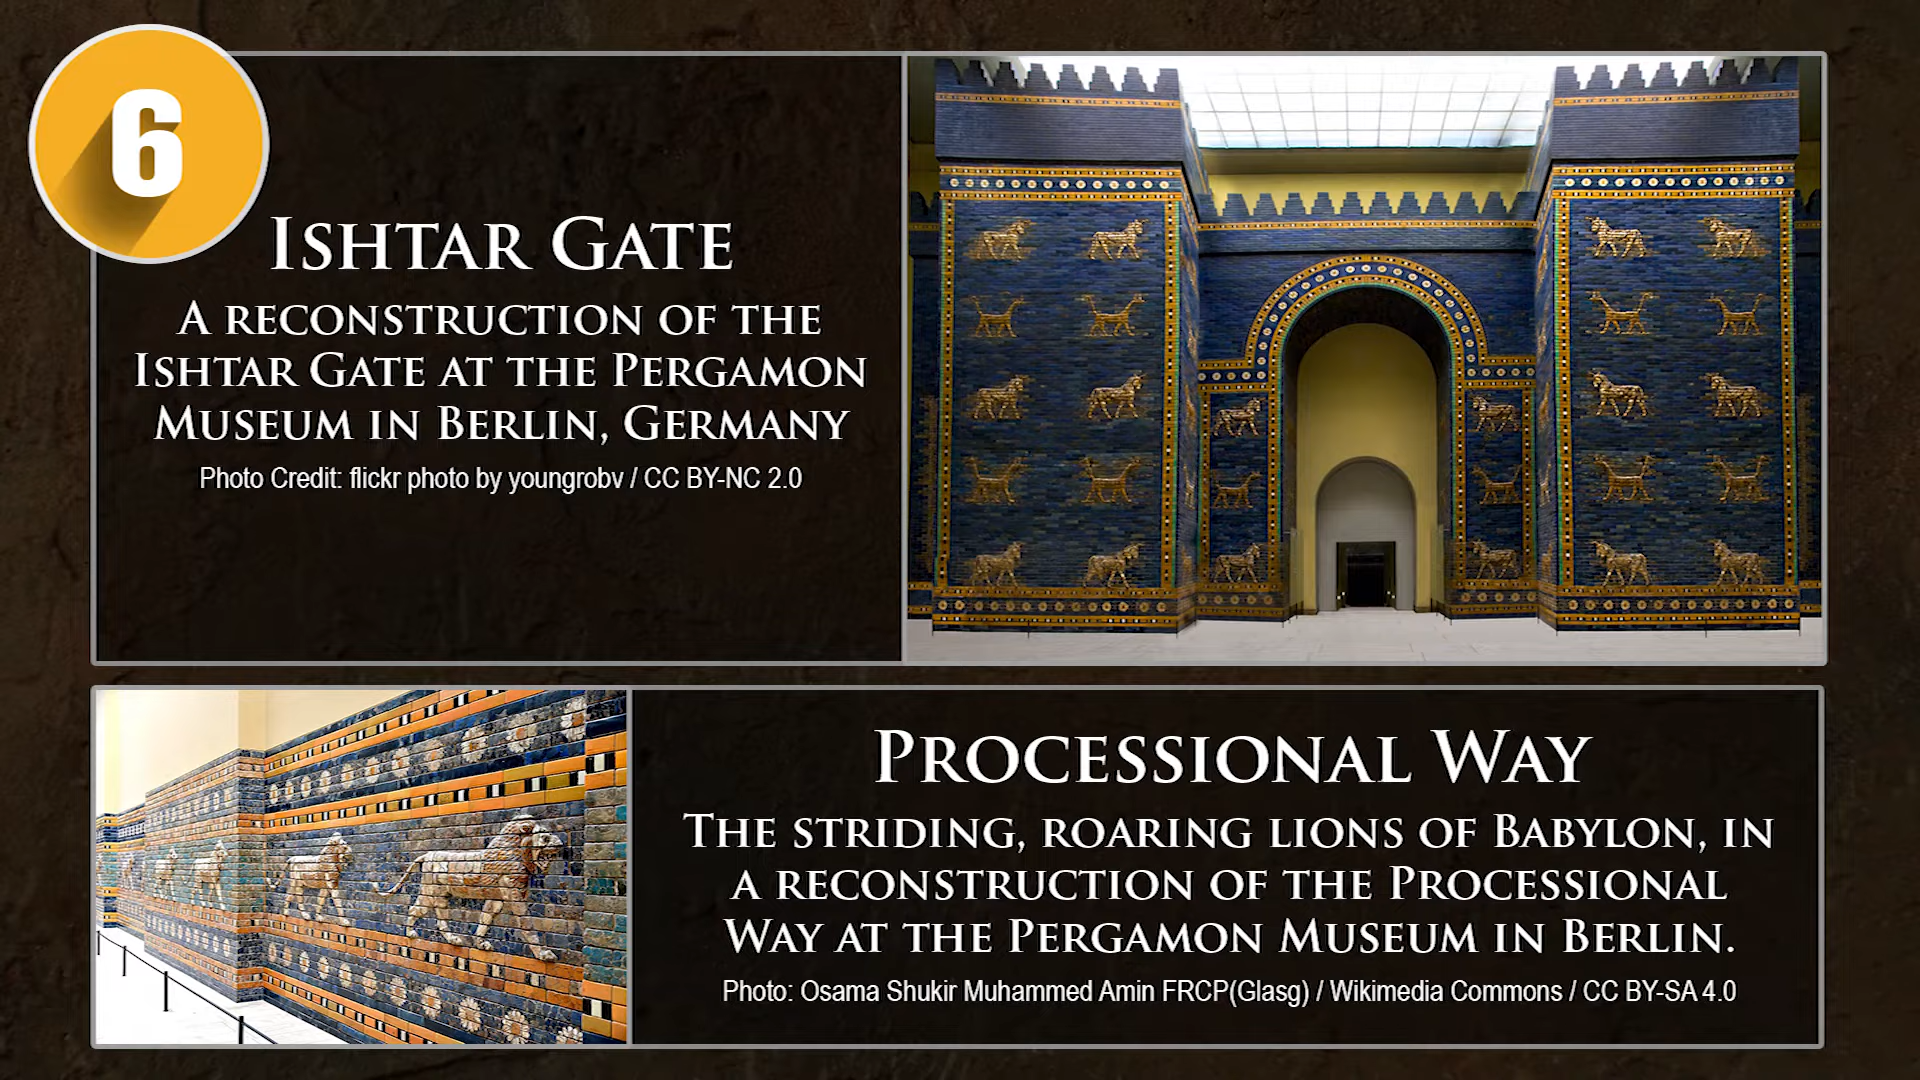 6
Ishtar Gate
A reconstruction of the
Ishtar Gate at the Pergamon
Museum in Berlin, Germany
Photo Credit: flickr photo by youngrobv / CC BY-NC 2.0
Processional Way
The striding, roaring lions of Babylon, in
a reconstruction of the Processional
Way at the Pergamon Museum in Berlin.
Photo: Osama Shukir Muhammed Amin FRCP(Glasg) / Wikimedia Commons / CC BY-SA 4.0